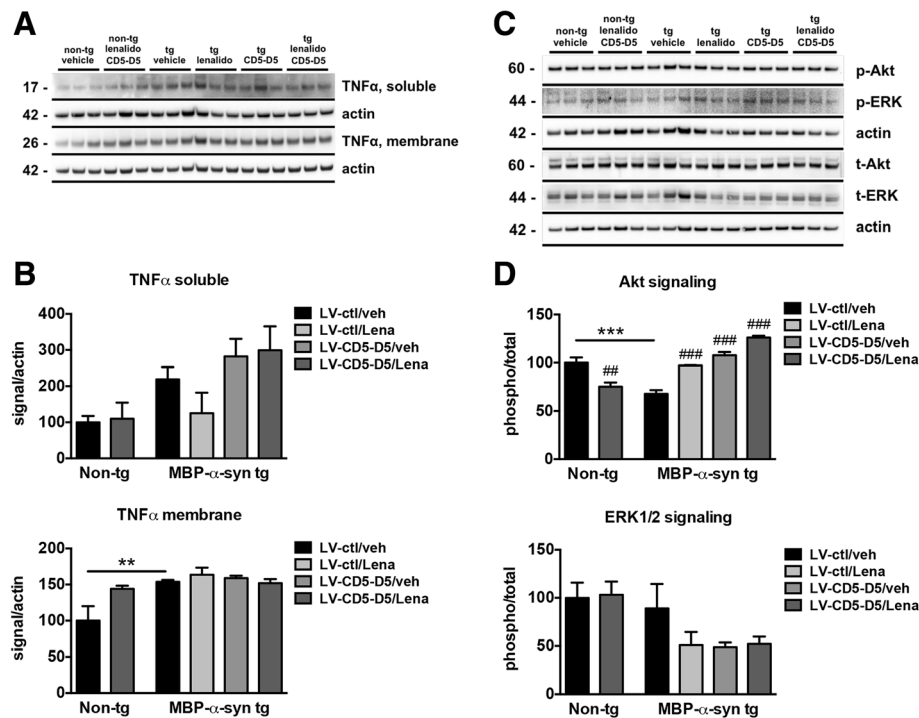 A
non-tg vehicle
non-tg lenalido CD5-D5
tg vehicle
tg lenalido
tg CD5-D5
tg lenalido CD5-D5
17 - TNFα, soluble
42 - actin
26 - TNFα, membrane
42 - actin
B
TNFα soluble
signal/actin
400
300
200
100
0
Non-tg MBP-α-syn tg
LV-ctl/veh
LV-ctl/Lena
LV-CD5-D5/veh
LV-CD5-D5/Lena
TNFα membrane
signal/actin
200
150
100
50
0
**
Non-tg MBP-α-syn tg
LV-ctl/veh
LV-ctl/Lena
LV-CD5-D5/veh
LV-CD5-D5/Lena
C
non-tg vehicle
non-tg lenalido CD5-D5
tg vehicle
tg lenalido
tg CD5-D5
tg lenalido CD5-D5
60 - p-Akt
44 - p-ERK
42 - actin
60 - t-Akt
44 - t-ERK
42 - actin
D
Akt signaling
phospho/total
150
100
50
0
***
##
###
###
###
Non-tg MBP-α-syn tg
LV-ctl/veh
LV-ctl/Lena
LV-CD5-D5/veh
LV-CD5-D5/Lena
ERK1/2 signaling
phospho/total
150
100
50
0
Non-tg MBP-α-syn tg
LV-ctl/veh
LV-ctl/Lena
LV-CD5-D5/veh
LV-CD5-D5/Lena